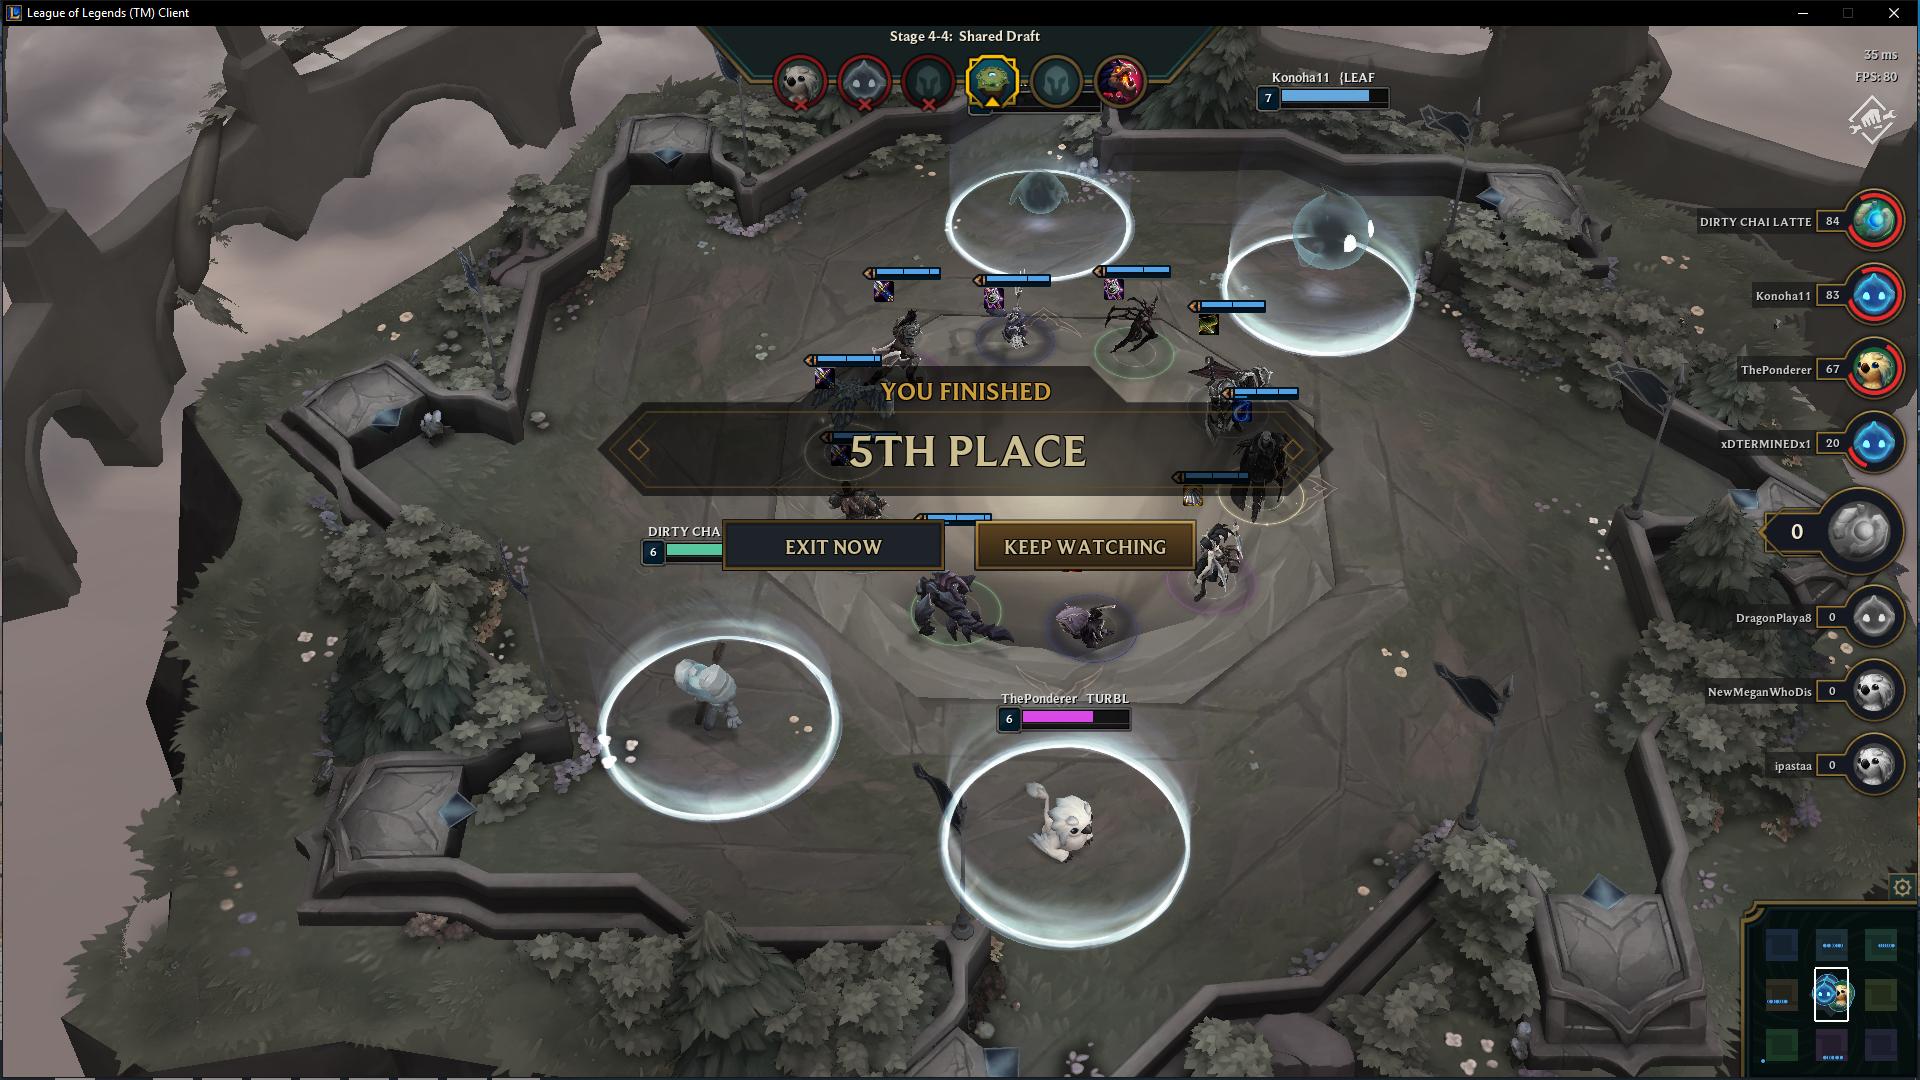 League of Legends (TM) Client
Stage 4-4: Shared Draft
35 ms
FPS: 80
Konoha11 {LEAF
7
DIRTY CHAI LATTE 84
Konoha11 83
ThePonderer 67
xDTERMINEDx1 20
0
DragonPlaya8 0
NewMeganWhoDis 0
ipastaa 0
YOU FINISHED
5TH PLACE
DIRTY CHA
6
EXIT NOW
KEEP WATCHING
ThePonderer TURBL
6